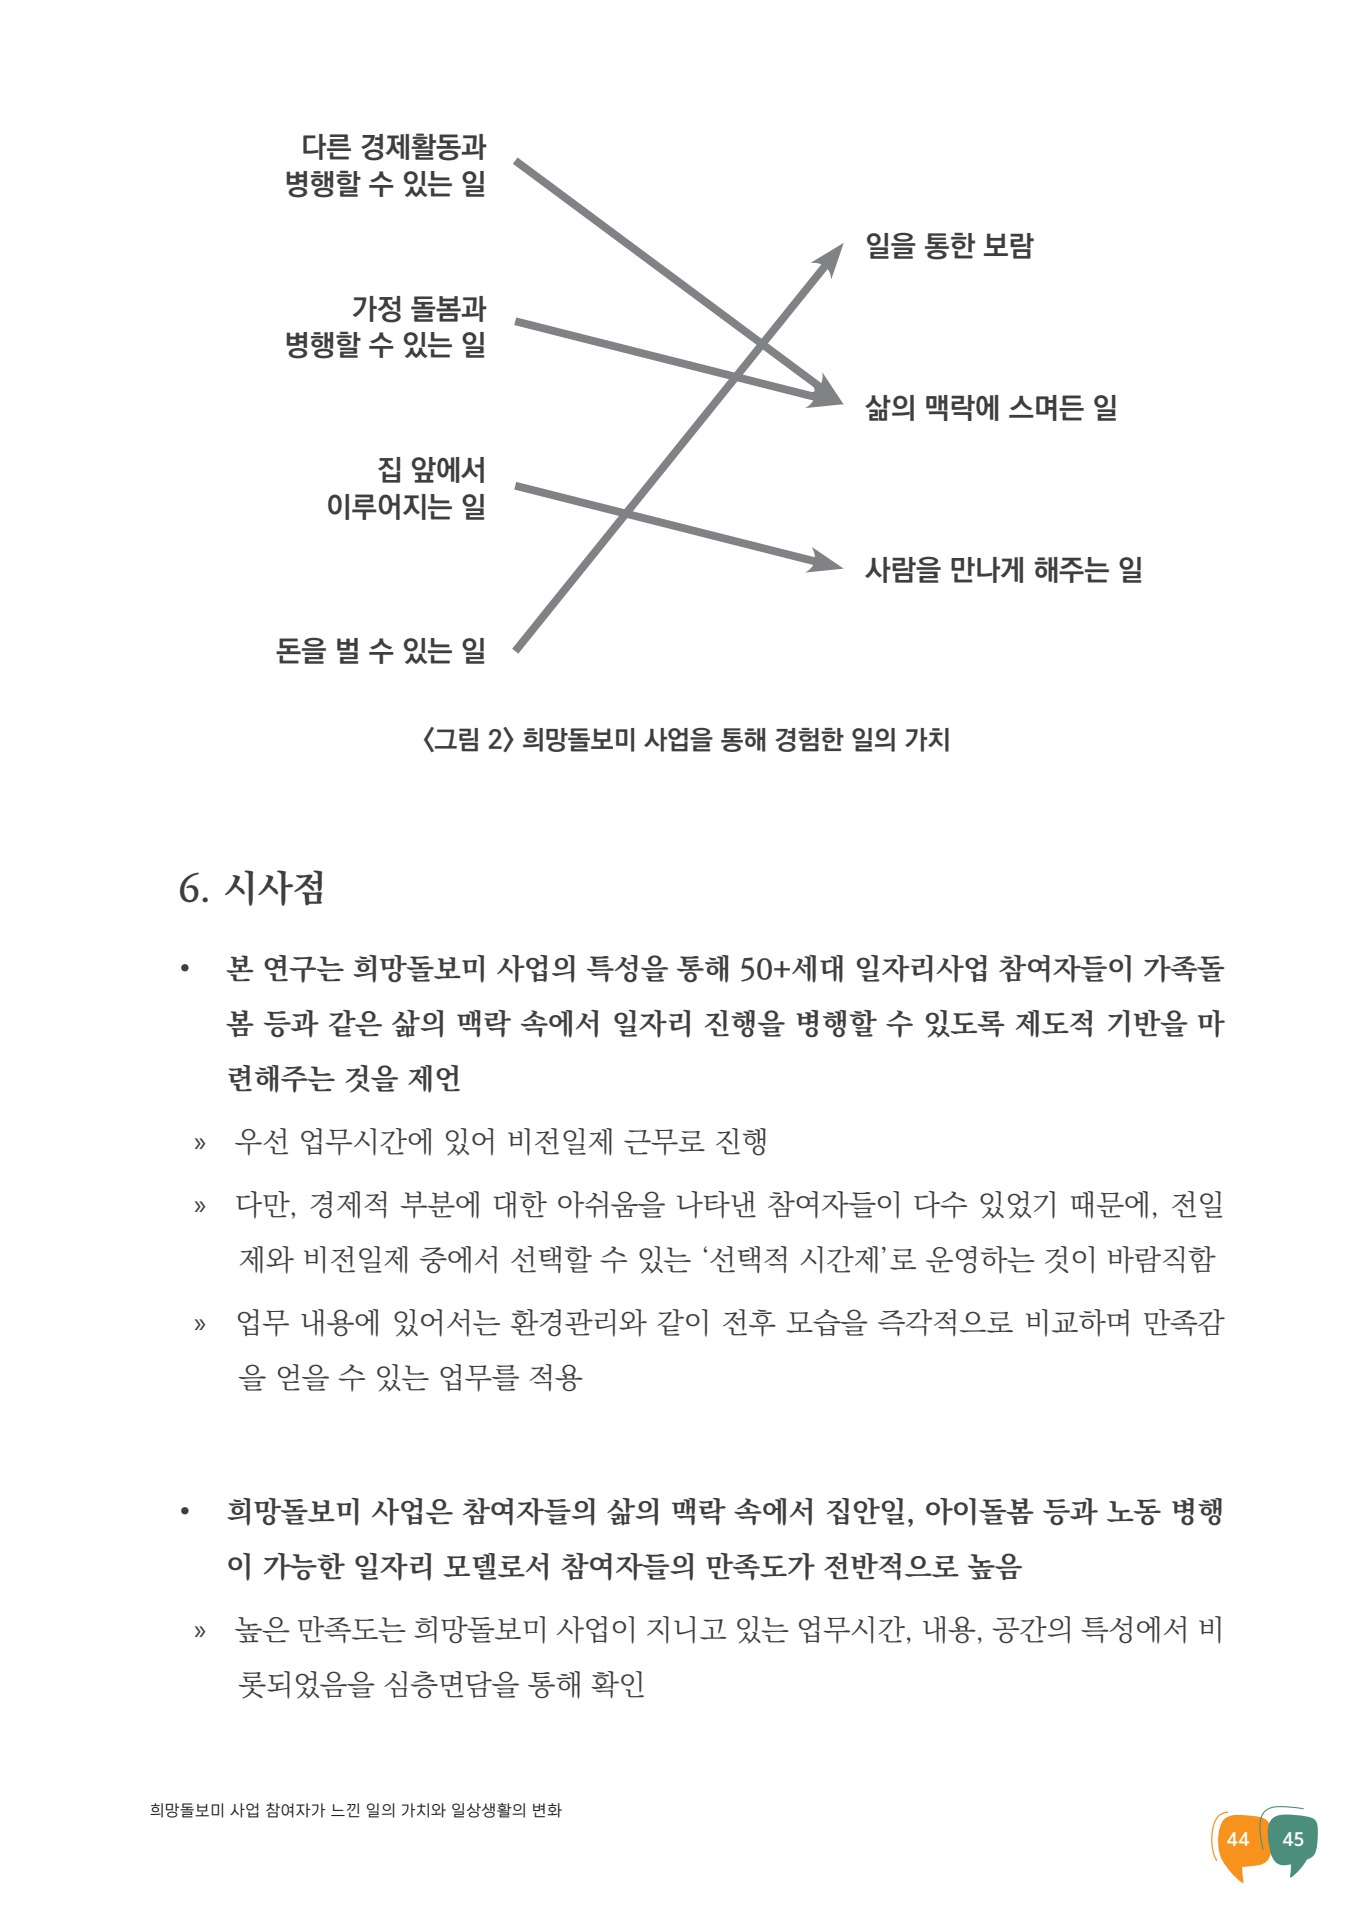 다른 경제활동과
병행할 수 있는 일
가정 돌봄과
병행할 수 있는 일
집 앞에서
이루어지는 일
돈을 벌 수 있는 일
일을 통한 보람
삶의 맥락에 스며든 일
사람을 만나게 해주는 일
〈그림 2〉 희망돌보미 사업을 통해 경험한 일의 가치
6. 시사점
• 본 연구는 희망돌보미 사업의 특성을 통해 50+세대 일자리사업 참여자들이 가족돌
봄 등과 같은 삶의 맥락 속에서 일자리 진행을 병행할 수 있도록 제도적 기반을 마
련해주는 것을 제언
» 우선 업무시간에 있어 비전일제 근무로 진행
» 다만, 경제적 부분에 대한 아쉬움을 나타낸 참여자들이 다수 있었기 때문에, 전일
제와 비전일제 중에서 선택할 수 있는 ‘선택적 시간제’로 운영하는 것이 바람직함
» 업무 내용에 있어서는 환경관리와 같이 전후 모습을 즉각적으로 비교하며 만족감
을 얻을 수 있는 업무를 적용
• 희망돌보미 사업은 참여자들의 삶의 맥락 속에서 집안일, 아이돌봄 등과 노동 병행
이 가능한 일자리 모델로서 참여자들의 만족도가 전반적으로 높음
» 높은 만족도는 희망돌보미 사업이 지니고 있는 업무시간, 내용, 공간의 특성에서 비
롯되었음을 심층면담을 통해 확인
희망돌보미 사업 참여자가 느낀 일의 가치와 일상생활의 변화
44 45